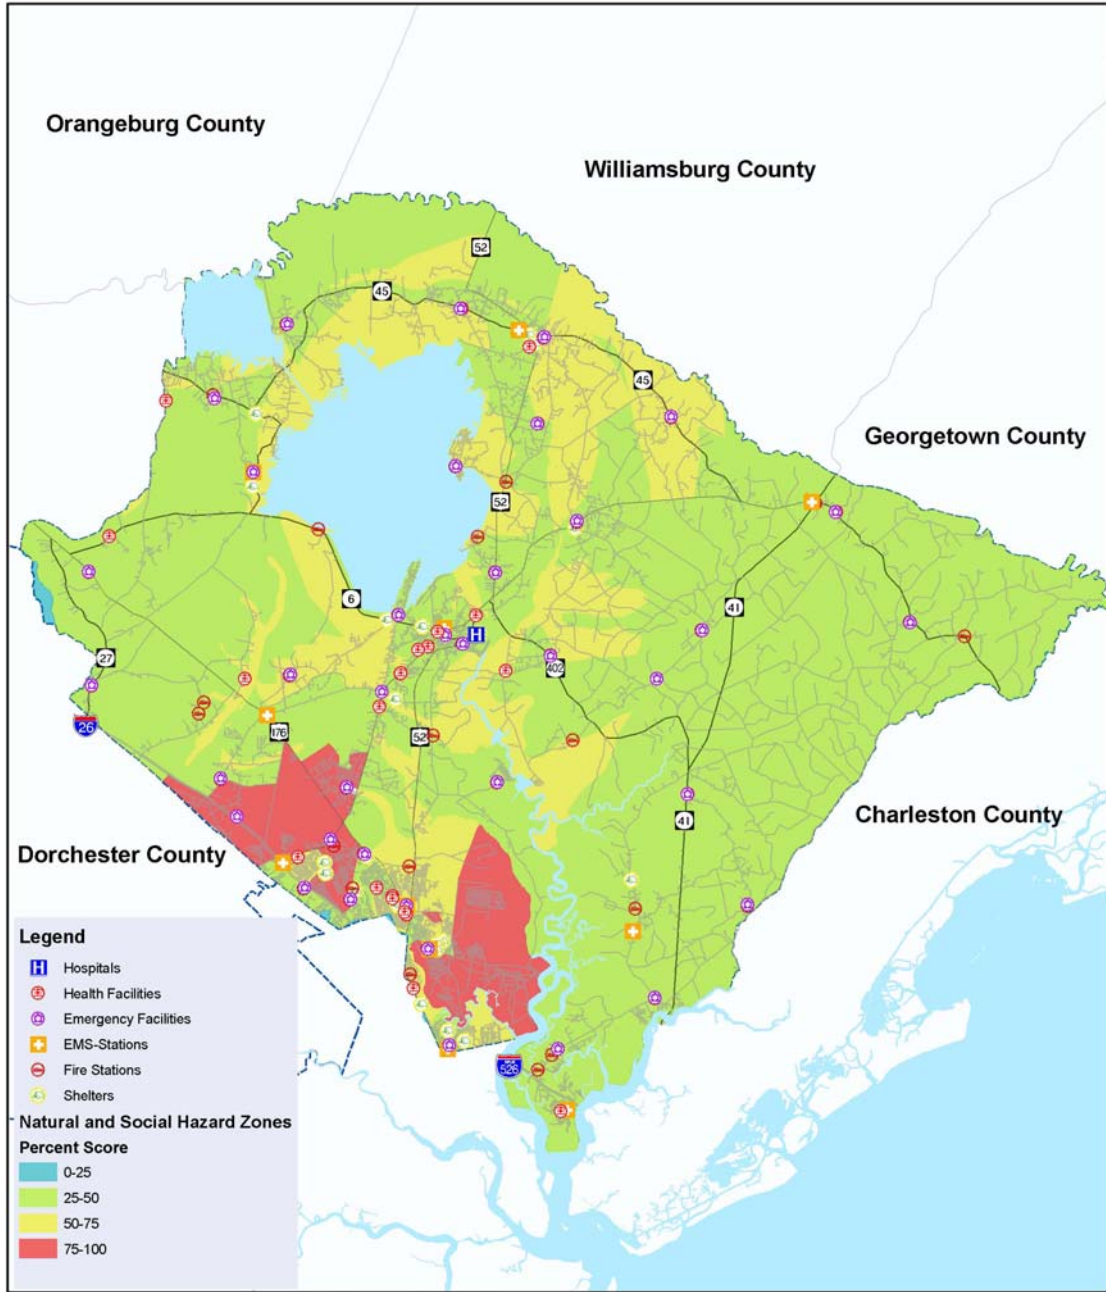 Orangeburg County
Williamsburg County
52
45
45
Georgetown County
52
6
41
27
402
26
176
52
41
Charleston County
Dorchester County
Legend
H Hospitals
Health Facilities
Emergency Facilities
EMS-Stations
Fire Stations
Shelters
Natural and Social Hazard Zones
Percent Score
0-25
25-50
50-75
75-100
526
H